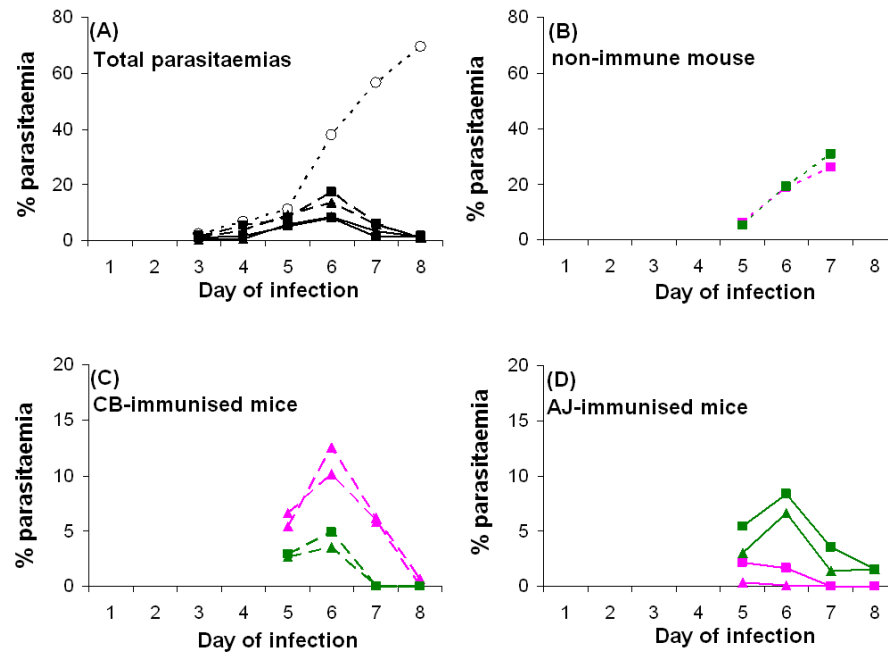 (A)
Total parasitaemias
% parasitaemia
80
60
40
20
0
1 2 3 4 5 6 7 8
Day of infection
(B)
non-immune mouse
% parasitaemia
80
60
40
20
0
1 2 3 4 5 6 7 8
Day of infection
(C)
CB-immunised mice
% parasitaemia
20
15
10
5
0
1 2 3 4 5 6 7 8
Day of infection
(D)
AJ-immunised mice
% parasitaemia
20
15
10
5
0
1 2 3 4 5 6 7 8
Day of infection